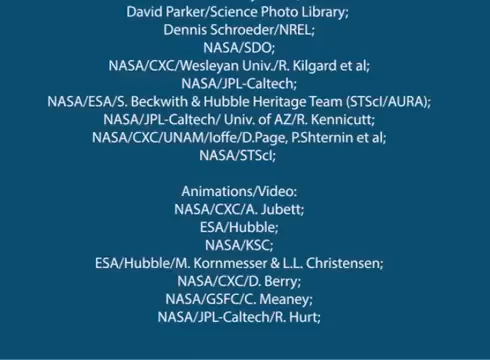 David Parker/Science Photo Library;
Dennis Schroeder/NREL;
NASA/SDO;
NASA/CXC/Wesleyan Univ./R. Kilgard et al;
NASA/JPL-Caltech;
NASA/ESA/S. Beckwith & Hubble Heritage Team (STScI/AURA);
NASA/JPL-Caltech/ Univ. of AZ/R. Kennicutt;
NASA/CXC/UNAM/Ioffe/D.Page, P.Shternin et al;
NASA/STScI;
Animations/Video:
NASA/CXC/A. Jubett;
ESA/Hubble;
NASA/KSC;
ESA/Hubble/M. Kornmesser & L.L. Christensen;
NASA/CXC/D. Berry;
NASA/GSFC/C. Meaney;
NASA/JPL-Caltech/R. Hurt;